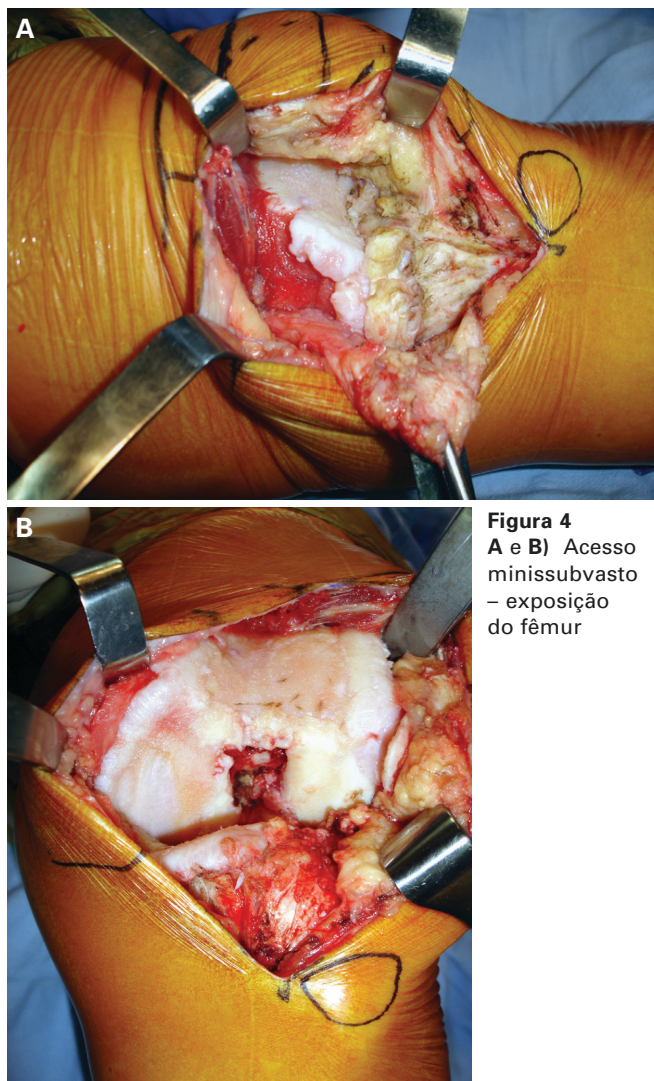 A
B
Figura 4
A e B) Acesso
minissubvasto
– exposição
do fêmur